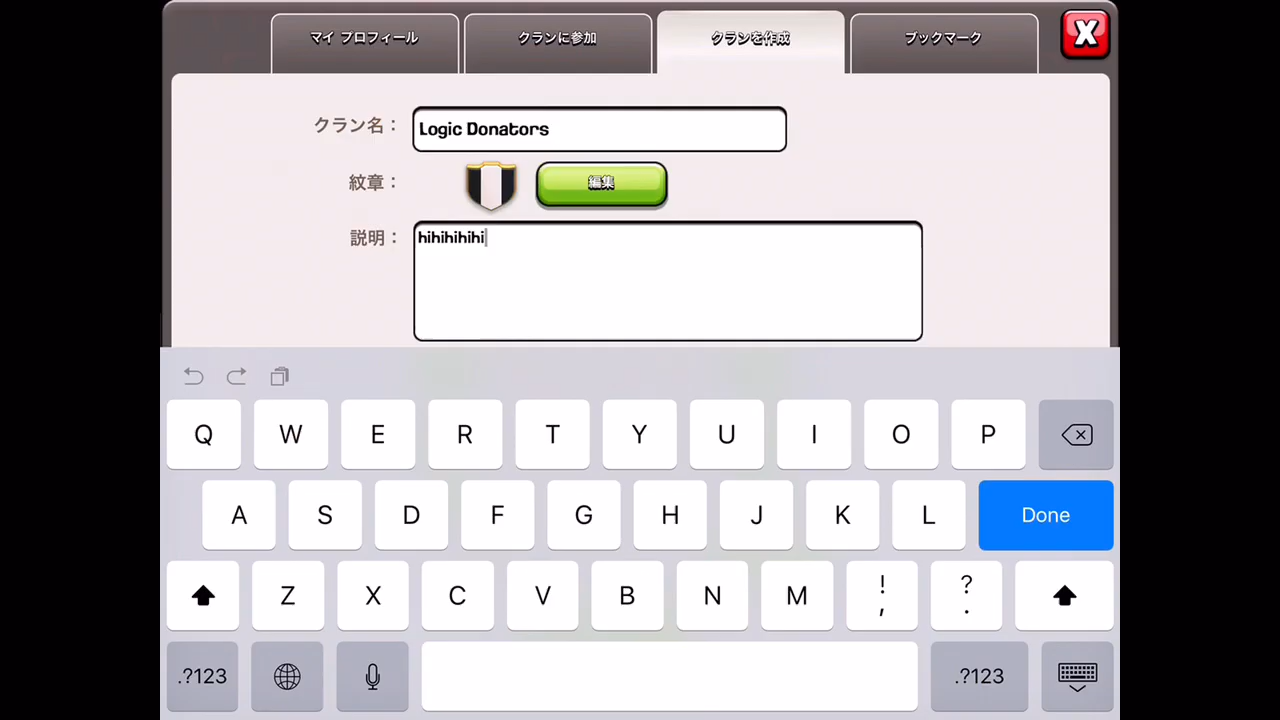 マイ プロフィール クランに参加 クランを作成 ブックマーク X
クラン名： Logic Donators
紋章： 編集
説明： hihihihihi
Q W E R T Y U I O P
A S D F G H J K L Done
Z X C V B N M ! , ? .
.?123 .?123